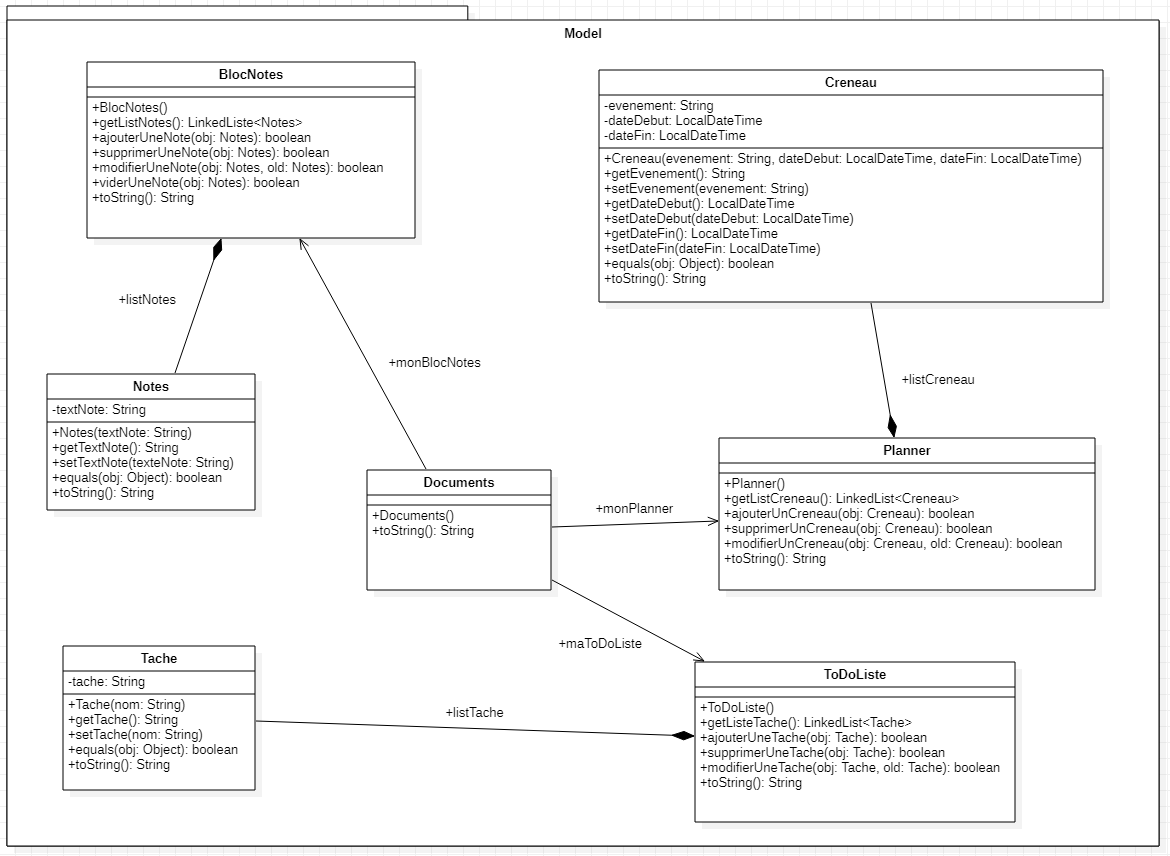 Model
BlocNotes
+BlocNotes()
+getListNotes(): LinkedListe<Notes>
+ajouterUneNote(obj: Notes): boolean
+supprimerUneNote(obj: Notes): boolean
+modifierUneNote(obj: Notes, old: Notes): boolean
+viderUneNote(obj: Notes): boolean
+toString(): String
Creneau
-evenement: String
-dateDebut: LocalDateTime
-dateFin: LocalDateTime
+Creneau(evenement: String, dateDebut: LocalDateTime, dateFin: LocalDateTime)
+getEvenement(): String
+setEvenement(evenement: String)
+getDateDebut(): LocalDateTime
+setDateDebut(dateDebut: LocalDateTime)
+getDateFin(): LocalDateTime
+setDateFin(dateFin: LocalDateTime)
+equals(obj: Object): boolean
+toString(): String
+listNotes
+monBlocNotes
+listCreneau
Notes
-textNote: String
+Notes(textNote: String)
+getTextNote(): String
+setTextNote(texteNote: String)
+equals(obj: Object): boolean
+toString(): String
Documents
+Documents()
+toString(): String
+monPlanner
Planner
+Planner()
+getListCreneau(): LinkedList<Creneau>
+ajouterUnCreneau(obj: Creneau): boolean
+supprimerUnCreneau(obj: Creneau): boolean
+modifierUnCreneau(obj: Creneau, old: Creneau): boolean
+toString(): String
+maToDoListe
Tache
-tache: String
+Tache(nom: String)
+getTache(): String
+setTache(nom: String)
+equals(obj: Object): boolean
+toString(): String
+listTache
ToDoListe
+ToDoListe()
+getListeTache(): LinkedList<Tache>
+ajouterUneTache(obj: Tache): boolean
+supprimerUneTache(obj: Tache): boolean
+modifierUneTache(obj: Tache, old: Tache): boolean
+toString(): String